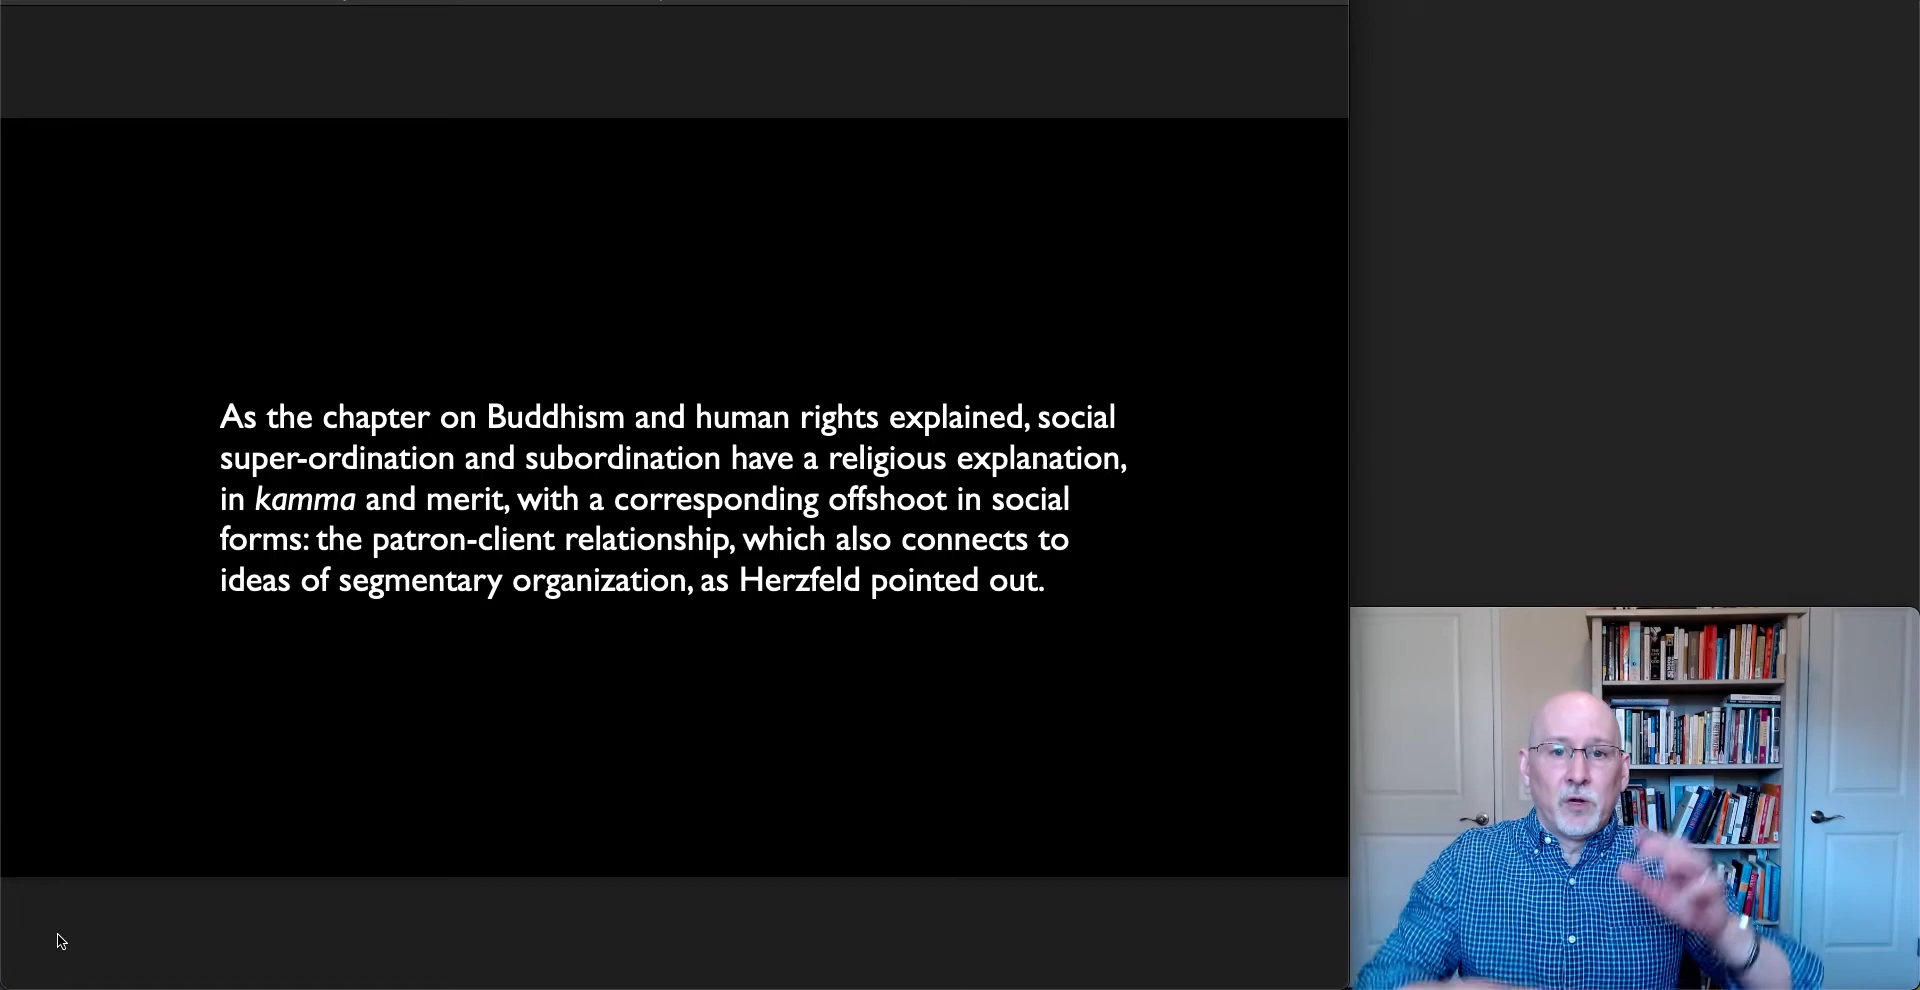 As the chapter on Buddhism and human rights explained, social
super-ordination and subordination have a religious explanation,
in kamma and merit, with a corresponding offshoot in social
forms: the patron-client relationship, which also connects to
ideas of segmentary organization, as Herzfeld pointed out.